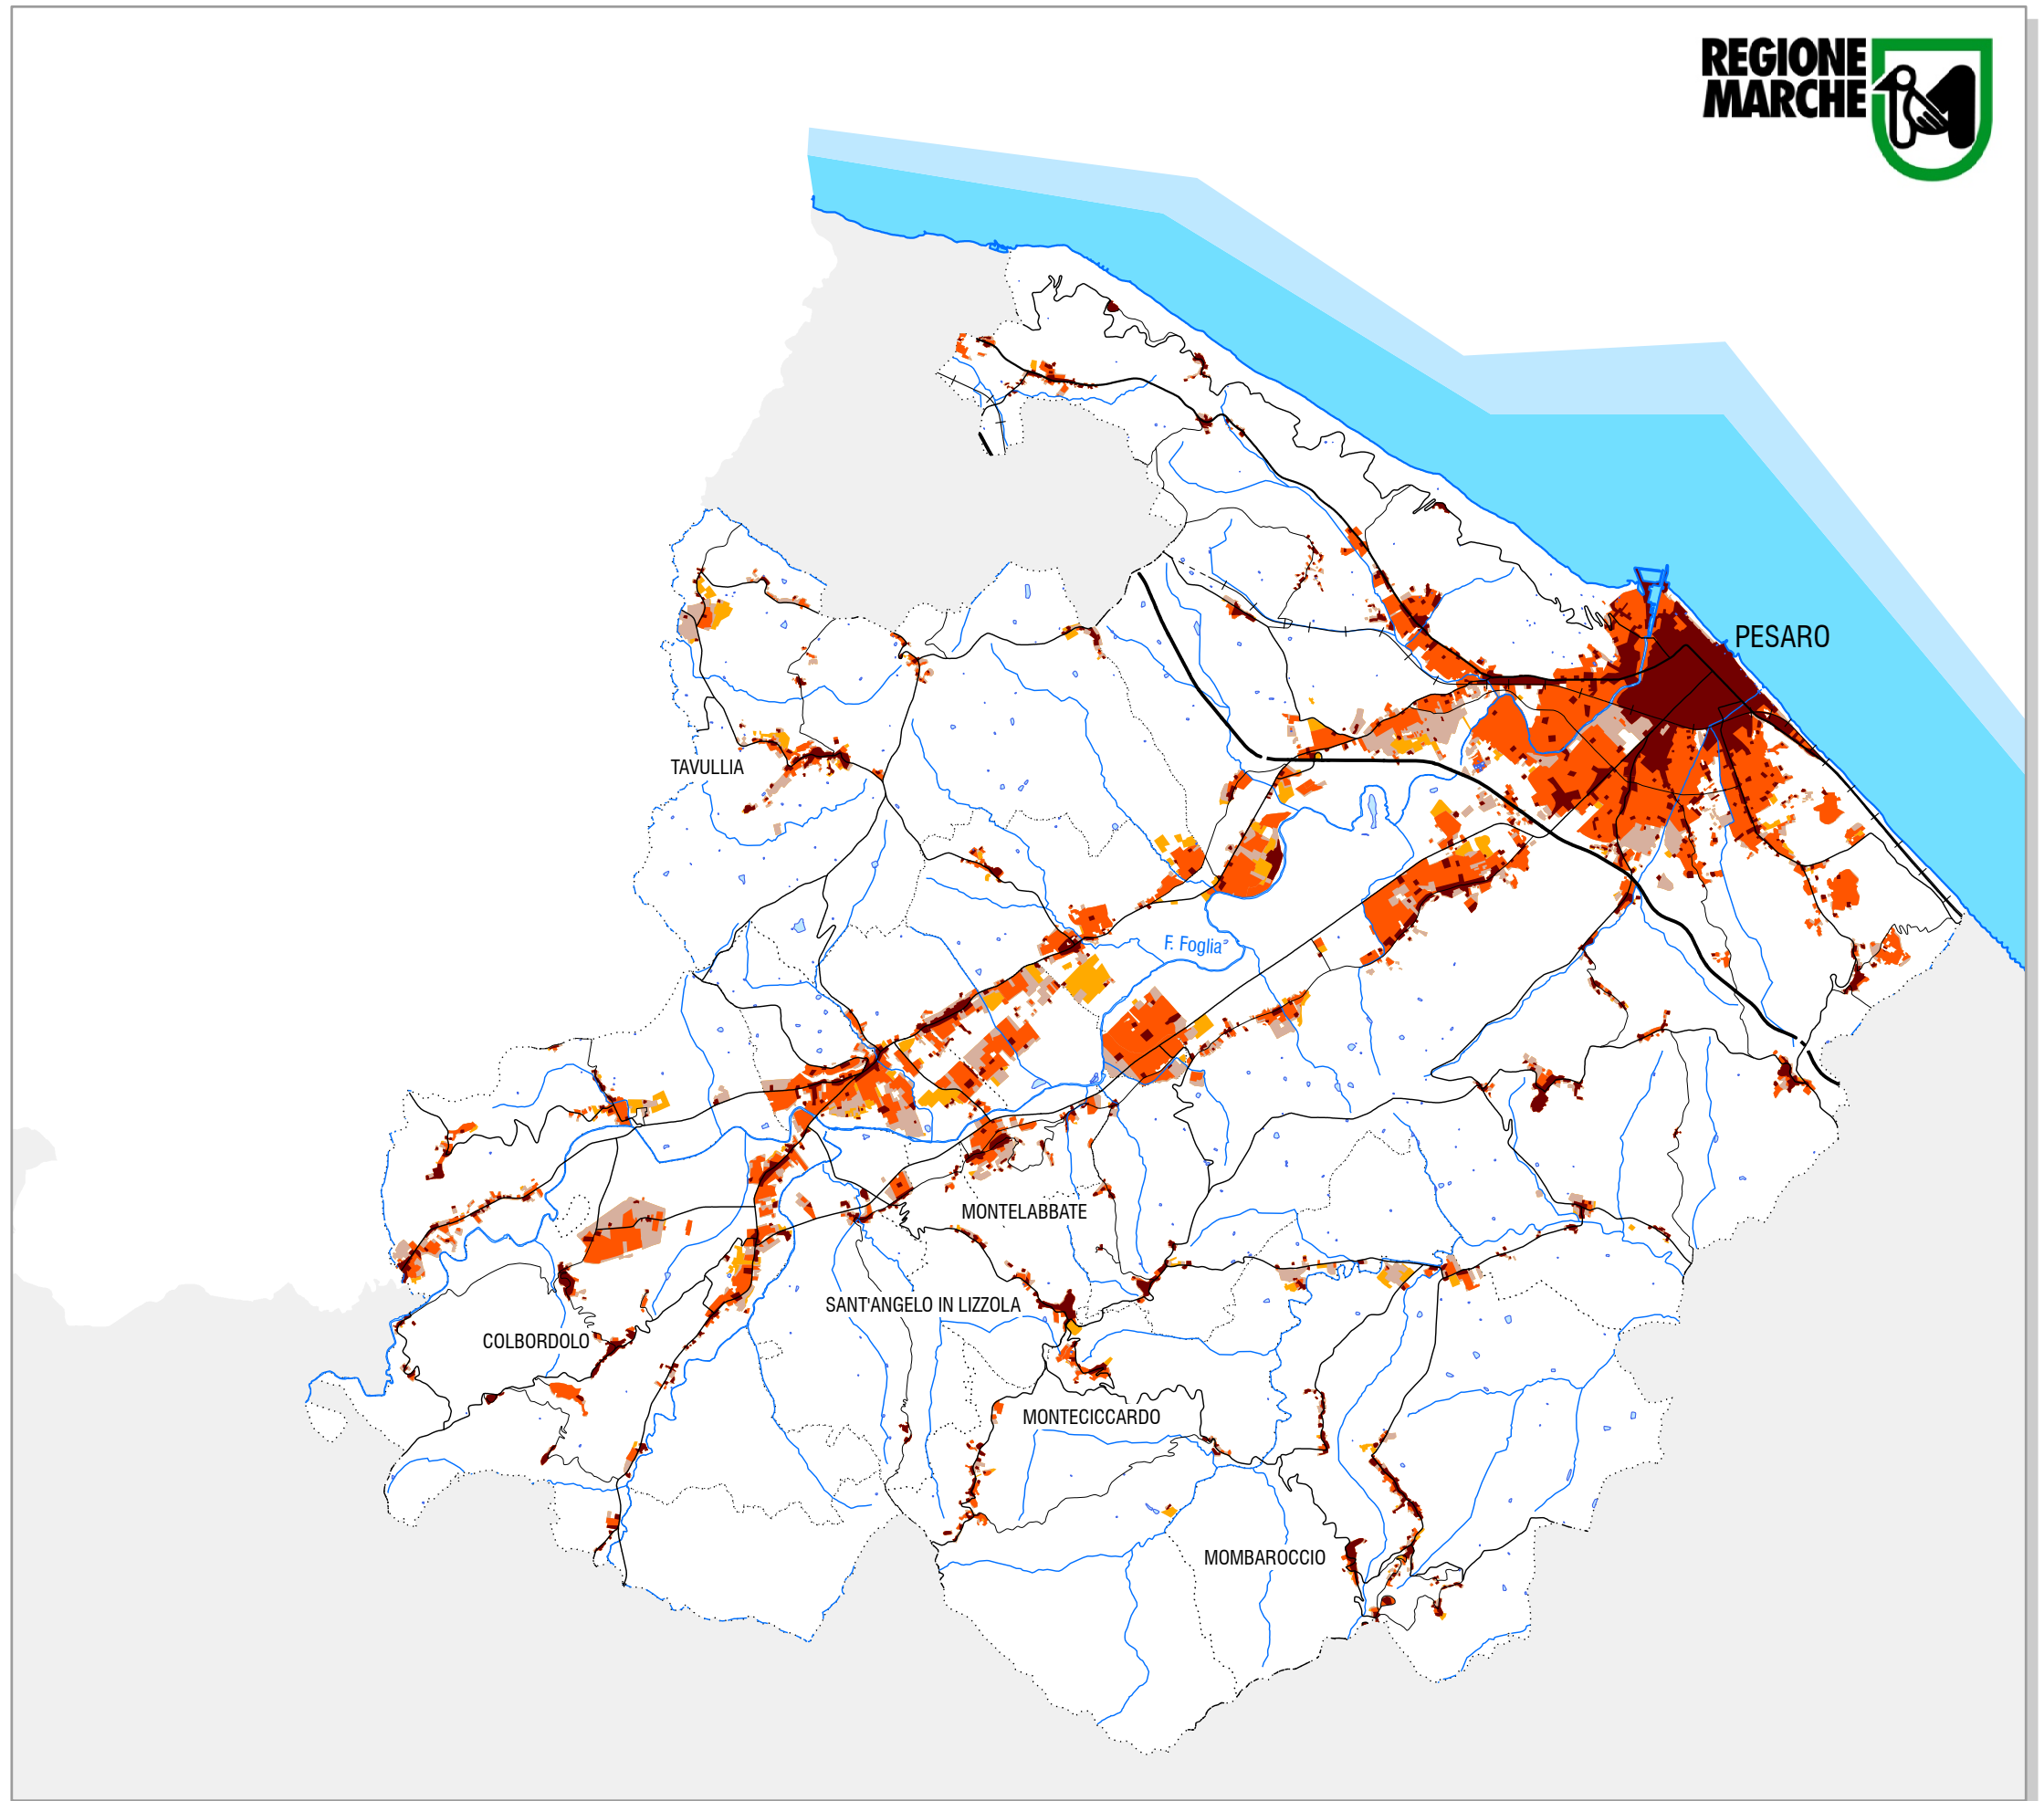 REGIONE
MARCHE
PESARO
TAVULLIA
F. Foglia
MONTELABBATE
SANT'ANGELO IN LIZZOLA
COLBORDOLO
MONTECICCARDO
MOMBAROCCIO